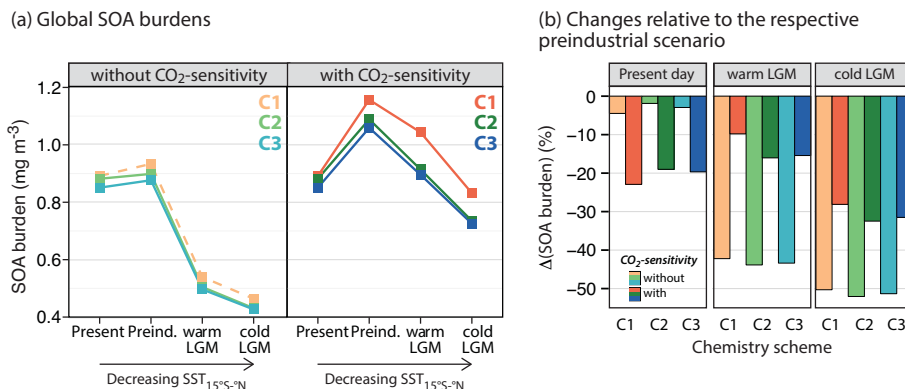 (a) Global SOA burdens
without CO2-sensitivity
with CO2-sensitivity
SOA burden (mg m-3)
1.2
1.0
0.8
0.6
0.4
C1
C2
C3
C1
C2
C3
Present
Preind.
warm
LGM
cold
LGM
Present
Preind.
warm
LGM
cold
LGM
Decreasing SST15°S-°N
Decreasing SST15°S-°N
(b) Changes relative to the respective
preindustrial scenario
Present day
warm LGM
cold LGM
Δ(SOA burden) (%)
0
−10
−20
−30
−40
−50
CO2-sensitivity
without
with
C1 C2 C3
C1 C2 C3
C1 C2 C3
Chemistry scheme